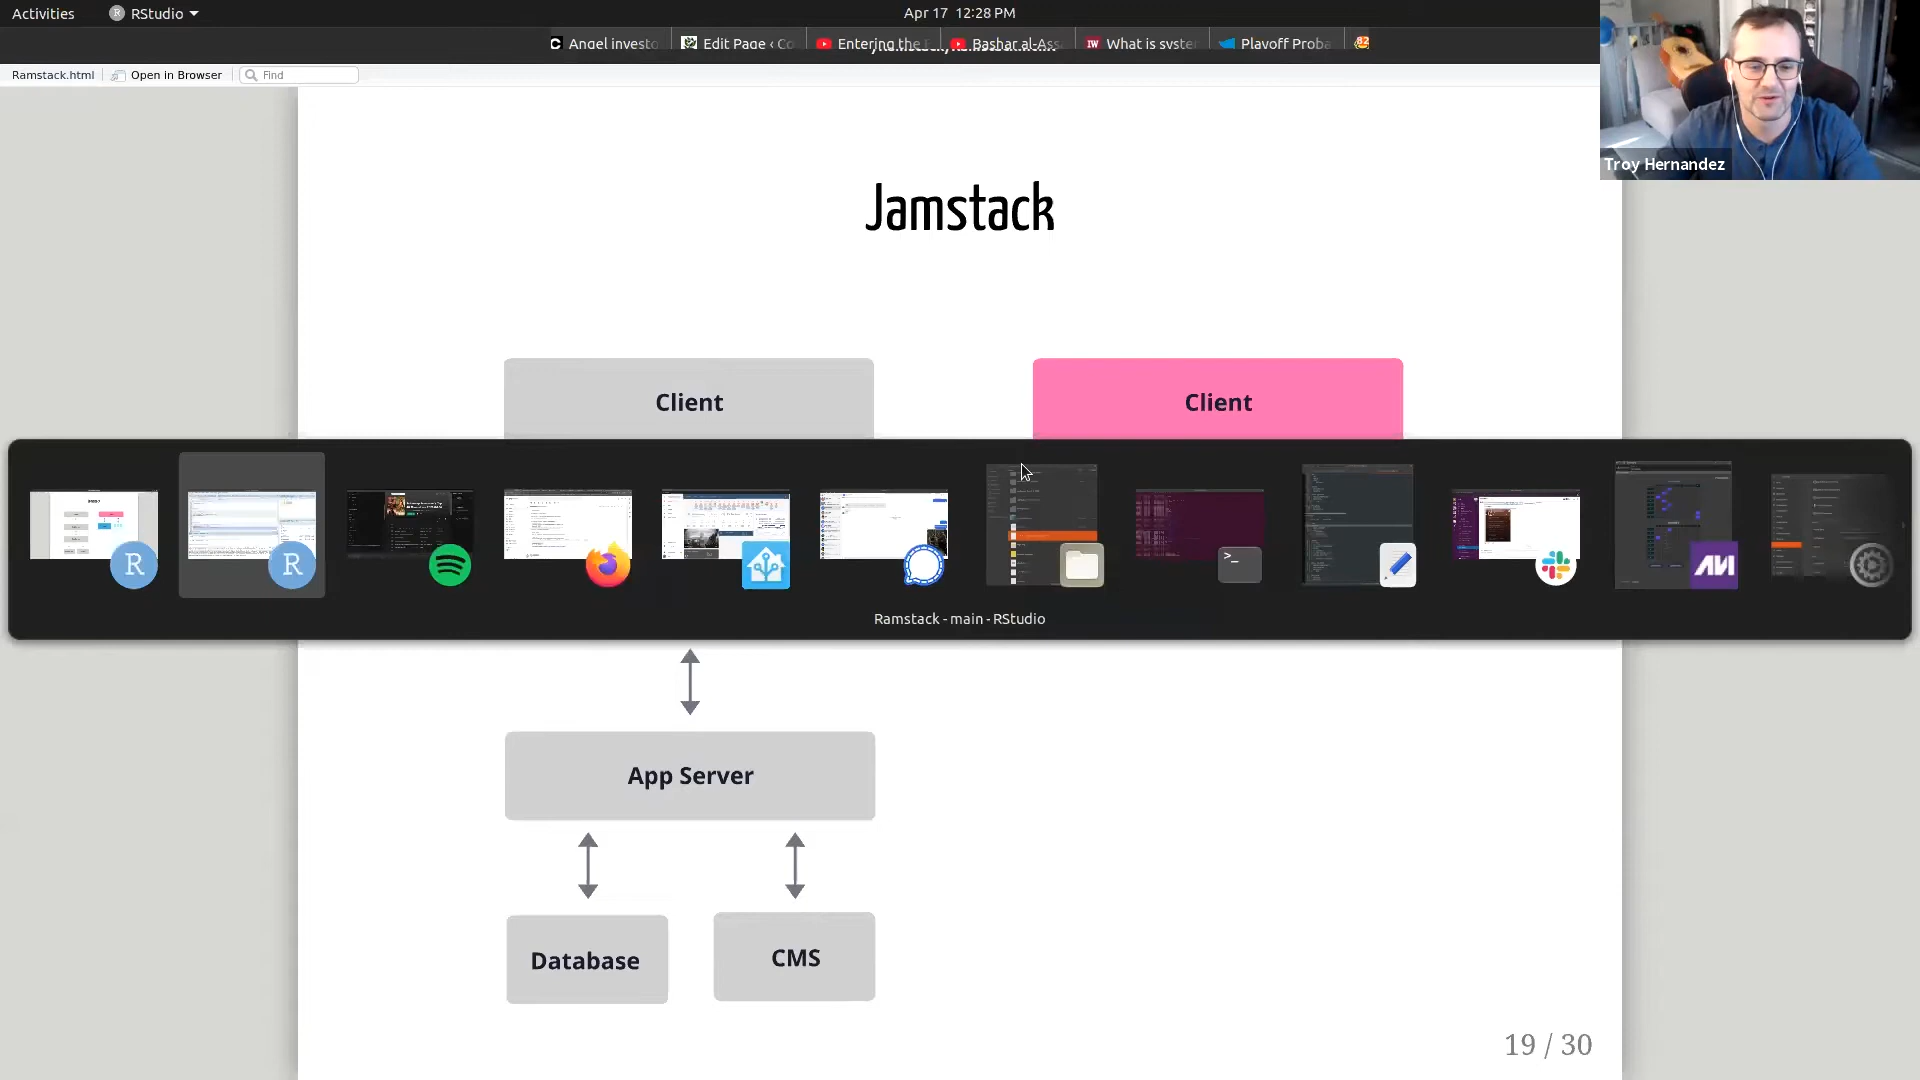 Activities
RStudio
Apr 17 12:28 PM
Angel investo
Edit Page ‹ Co
Entering the
Bashar al-Ass
What is syste
Playoff Proba
Ramstack.html
Open in Browser
Find
Troy Hernandez
Jamstack
Client
Client
Ramstack - main - RStudio
App Server
Database
CMS
19 / 30